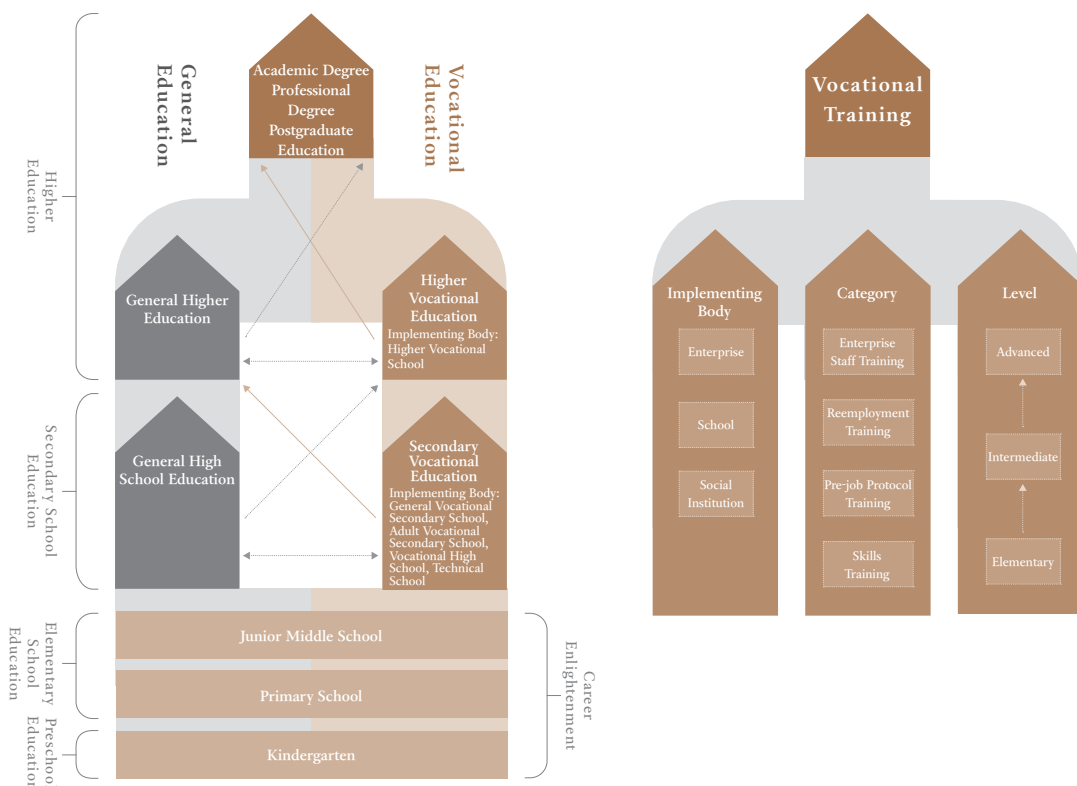 General
Education
Vocational
Education
Academic Degree
Professional
Degree
Postgraduate
Education
Higher
Education
General Higher
Education
Higher
Vocational
Education
Implementing Body:
Higher Vocational
School
Secondary School
Education
General High
School Education
Secondary
Vocational
Education
Implementing Body:
General Vocational
Secondary School,
Adult Vocational
Secondary School,
Vocational High
School, Technical
School
Elementary
School
Education
Junior Middle School
Primary School
Career
Enlightenment
Preschool
Education
Kindergarten
Vocational
Training
Implementing
Body
Enterprise
School
Social
Institution
Category
Enterprise
Staff Training
Reemployment
Training
Pre-job Protocol
Training
Skills
Training
Level
Advanced
Intermediate
Elementary